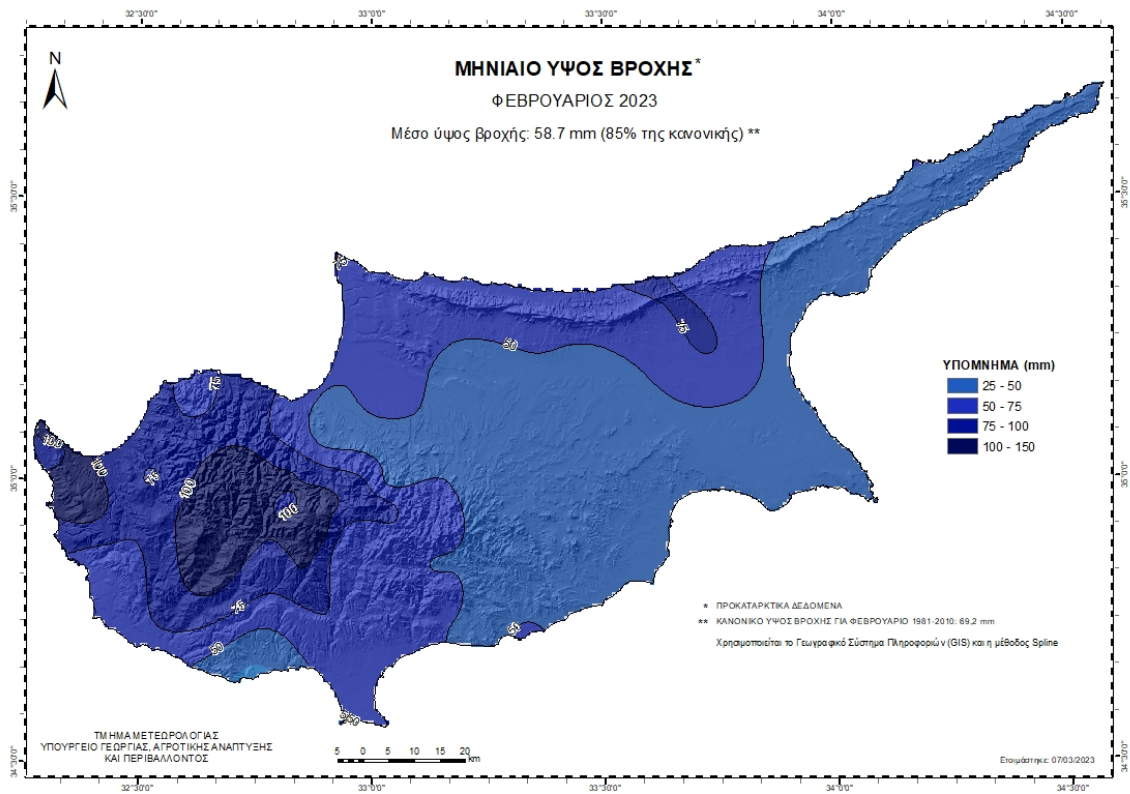 32°30'0"
33°0'0"
33°30'0"
34°0'0"
34°30'0"
N
ΜΗΝΙΑΙΟ ΥΨΟΣ ΒΡΟΧΗΣ*
ΦΕΒΡΟΥΑΡΙΟΣ 2023
Μέσο ύψος βροχής: 58.7 mm (85% της κανονικής) **
35°30'0"
35°30'0"
75
50
75
75
ΥΠΟΜΝΗΜΑ (mm)
25 - 50
50 - 75
75 - 100
100 - 150
100
100
75
100
100
35°0'0"
35°0'0"
75
50
50
* ΠΡΟΚΑΤΑΡΚΤΙΚΑ ΔΕΔΟΜΕΝΑ
** ΚΑΝΟΝΙΚΟ ΥΨΟΣ ΒΡΟΧΗΣ ΓΙΑ ΦΕΒΡΟΥΑΡΙΟ 1981-2010: 69,2 mm
Χρησιμοποιείται το Γεωγραφικό Σύστημα Πληροφοριών (GIS) και η μέθοδος Spline
ΤΜΗΜΑ ΜΕΤΕΩΡΟΛΟΓΙΑΣ
ΥΠΟΥΡΓΕΙΟ ΓΕΩΡΓΙΑΣ, ΑΓΡΟΤΙΚΗΣ ΑΝΑΠΤΥΞΗΣ
ΚΑΙ ΠΕΡΙΒΑΛΛΟΝΤΟΣ
5 0 5 10 15 20
km
Ετοιμάστηκε: 07/03/2023
34°30'0"
34°30'0"
32°30'0"
33°0'0"
33°30'0"
34°0'0"
34°30'0"